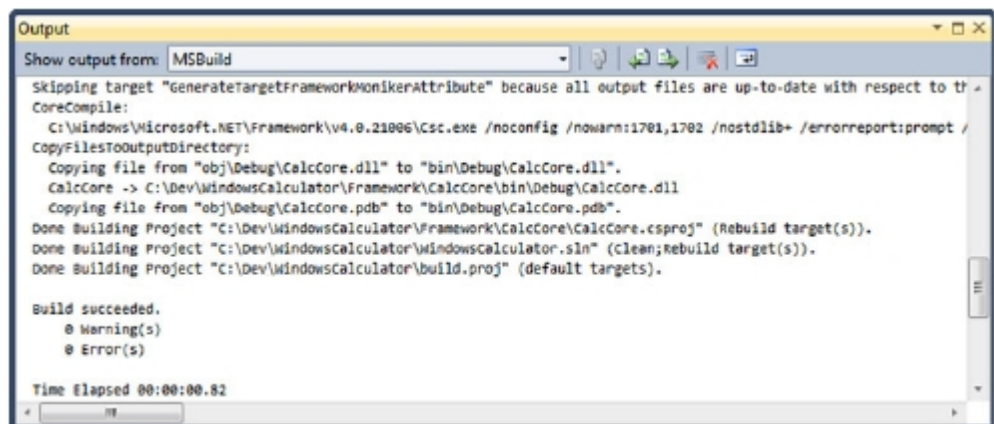 Output
Show output from: MSBuild
Skipping target "GenerateTargetFrameworkMonikerAttribute" because all output files are up-to-date with respect to th
CoreCompile:
C:\Windows\Microsoft.NET\Framework\v4.0.21006\Csc.exe /noconfig /nowarn:1701,1702 /nostdlib+ /errorreport:prompt /
CopyFilesToOutputDirectory:
Copying file from "obj\Debug\CalcCore.dll" to "bin\Debug\CalcCore.dll".
CalcCore -> C:\Dev\WindowsCalculator\Framework\CalcCore\bin\Debug\CalcCore.dll
Copying file from "obj\Debug\CalcCore.pdb" to "bin\Debug\CalcCore.pdb".
Done Building Project "C:\Dev\WindowsCalculator\Framework\CalcCore\CalcCore.csproj" (Rebuild target(s)).
Done Building Project "C:\Dev\WindowsCalculator\WindowsCalculator.sln" (Clean;Rebuild target(s)).
Done Building Project "C:\Dev\WindowsCalculator\build.proj" (default targets).
Build succeeded.
0 Warning(s)
0 Error(s)
Time Elapsed 00:00:00.82